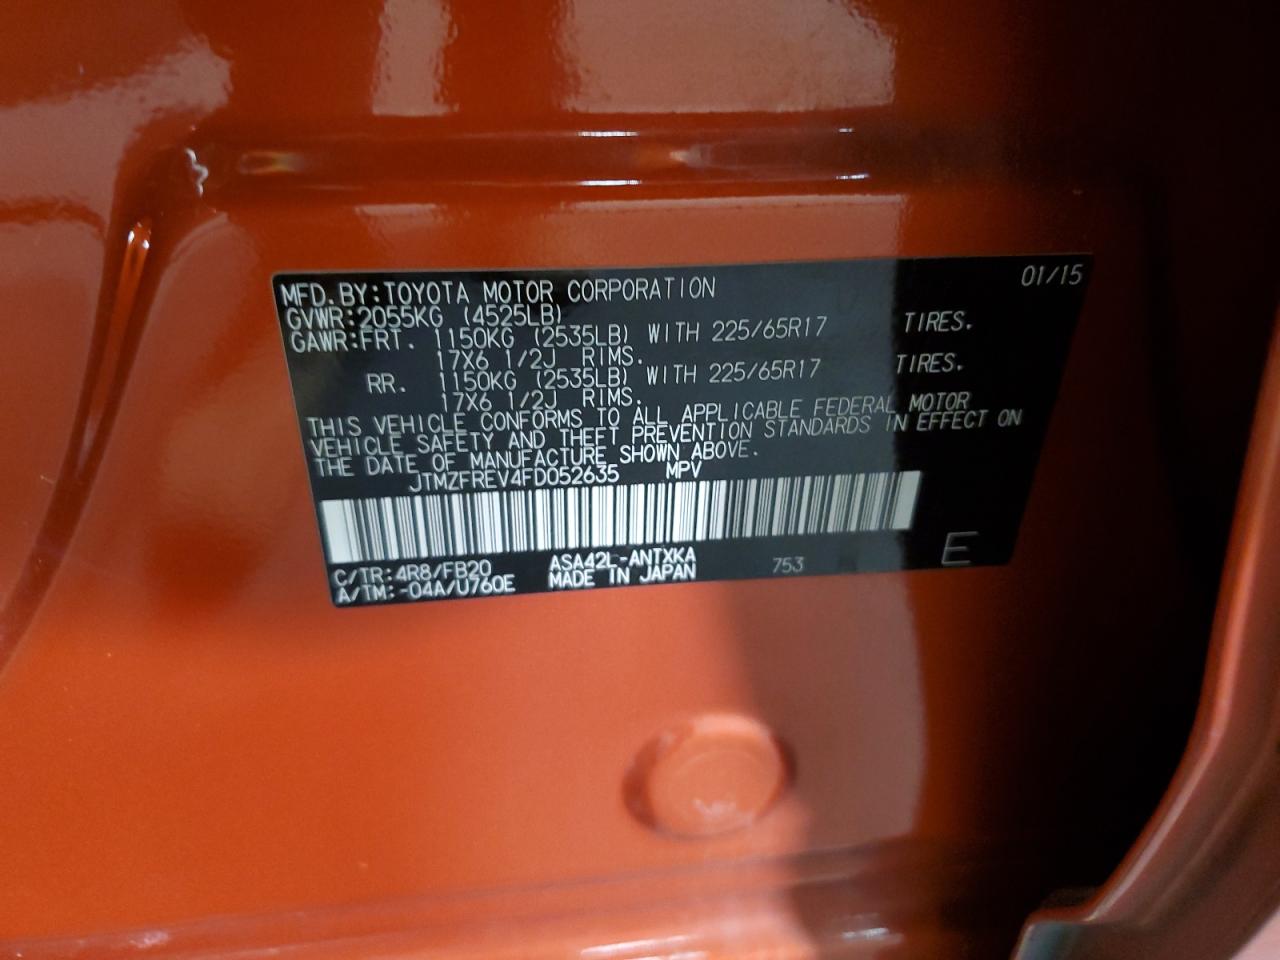 MFD.BY:TOYOTA MOTOR CORPORATION 01/15
GVWR:2055KG (4525LB)
GAWR:FRT. 1150KG (2535LB) WITH 225/65R17 TIRES.
17X6 1/2J RIMS.
RR. 1150KG (2535LB) WITH 225/65R17 TIRES.
17X6 1/2J RIMS.
THIS VEHICLE CONFORMS TO ALL APPLICABLE FEDERAL MOTOR
VEHICLE SAFETY AND THEFT PREVENTION STANDARDS IN EFFECT ON
THE DATE OF MANUFACTURE SHOWN ABOVE.
JTMZFREV4FD052635 MPV
C/TR:4R8/FB20 ASA42L-ANTXKA 753 E
A/TM:-04A/U760E MADE IN JAPAN